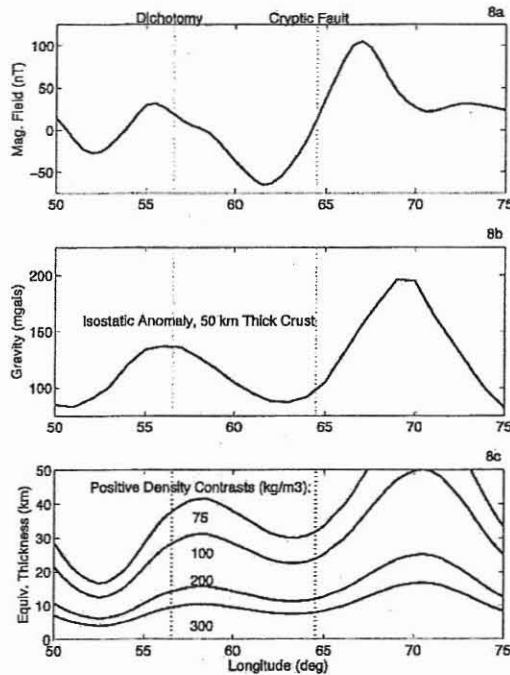 Dichotomy Cryptic Fault 8a
Mag. Field (nT)
100
50
0
−50
50 55 60 65 70 75
8b
Gravity (mgals)
200
150
100
Isostatic Anomaly, 50 km Thick Crust
50 55 60 65 70 75
8c
Equiv. Thickness (km)
50
40
30
20
10
0
Positive Density Contrasts (kg/m3):
75
100
200
300
50 55 60 65 70 75
Longitude (deg)